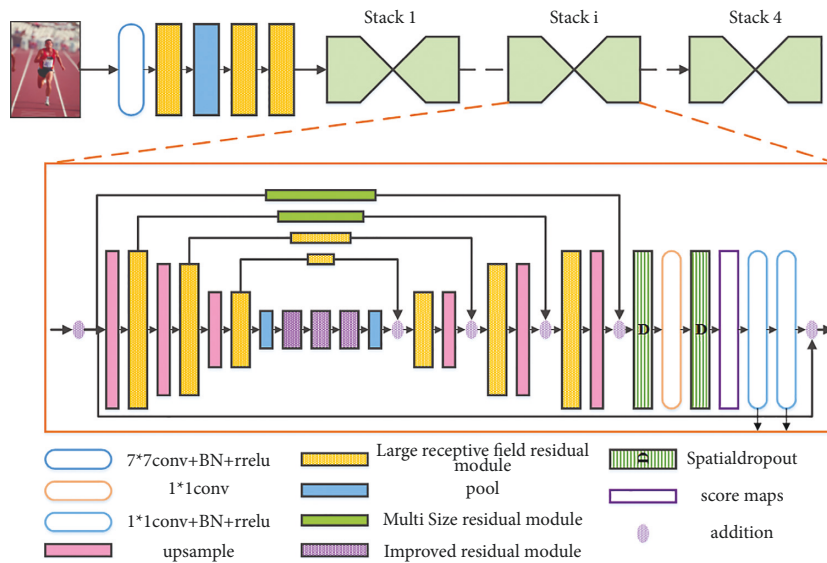 Stack 1
Stack i
Stack 4
D
D
7*7conv+BN+rrelu
1*1conv
1*1conv+BN+rrelu
upsample
Large receptive field residual
module
pool
Multi Size residual module
Improved residual module
D
Spatialdropout
score maps
addition